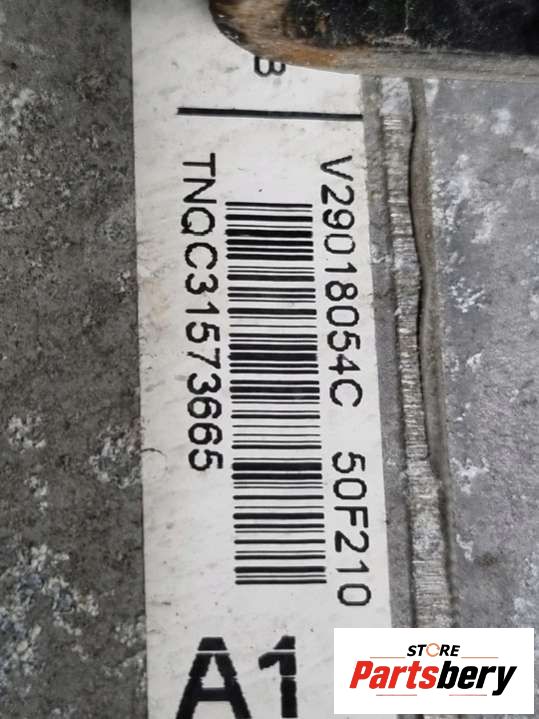 B
V29018054C 50F210
TNQC31573665
A1
STORE
Partsbery